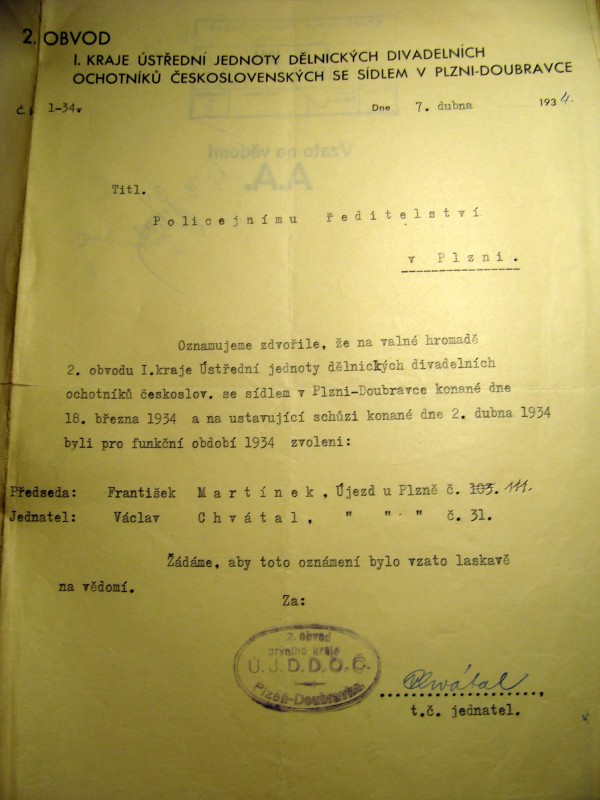 2. OBVOD
I. KRAJE ÚSTŘEDNÍ JEDNOTY DĚLNICKÝCH DIVADELNÍCH
OCHOTNÍKŮ ČESKOSLOVENSKÝCH SE SÍDLEM V PLZNI-DOUBRAVCE
Č. 1-34. Dne 7. dubna 1934.
Vzato na vědomí
A.A.
Titl.
Policejnímu ředitelství
v Plzni.
Oznamujeme zdvořile, že na valné hromadě
2. obvodu I.kraje Ústřední jednoty dělnických divadelních
ochotníků českoslov. se sídlem v Plzni-Doubravce konané dne
18. března 1934 a na ustavující schůzi konané dne 2. dubna 1934
byli pro funkční období 1934 zvoleni:
Předseda: František Martínek, Újezd u Plzně č. 103. 111.
Jednatel: Václav Chvátal, " " " č. 31.
Žádáme, aby toto oznámení bylo vzato laskavě
na vědomí.
Za:
2. obvod
prvního kraje
Ú.J.D.D.O.Č.
Plzeň-Doubravka.
Chvátal
t.č. jednatel.